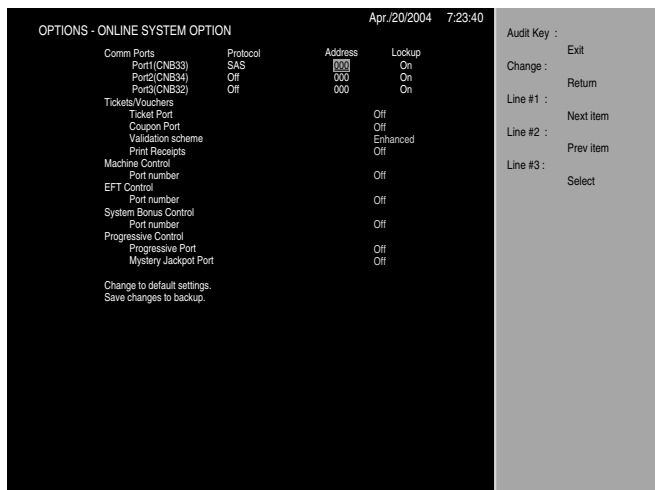 Apr./20/2004 7:23:40
OPTIONS - ONLINE SYSTEM OPTION
Comm Ports Protocol Address Lockup
Port1(CNB33) SAS 000 On
Port2(CNB34) Off 000 On
Port3(CNB32) Off 000 On
Tickets/Vouchers
Ticket Port Off
Coupon Port Off
Validation scheme Enhanced
Print Receipts Off
Machine Control
Port number Off
EFT Control
Port number Off
System Bonus Control
Port number Off
Progressive Control
Progressive Port Off
Mystery Jackpot Port Off
Change to default settings.
Save changes to backup.
Audit Key :
Exit
Change :
Return
Line #1 :
Next item
Line #2 :
Prev item
Line #3 :
Select